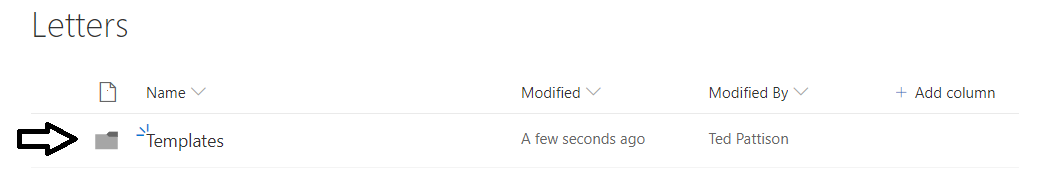 Letters
Name Modified Modified By + Add column
Templates A few seconds ago Ted Pattison